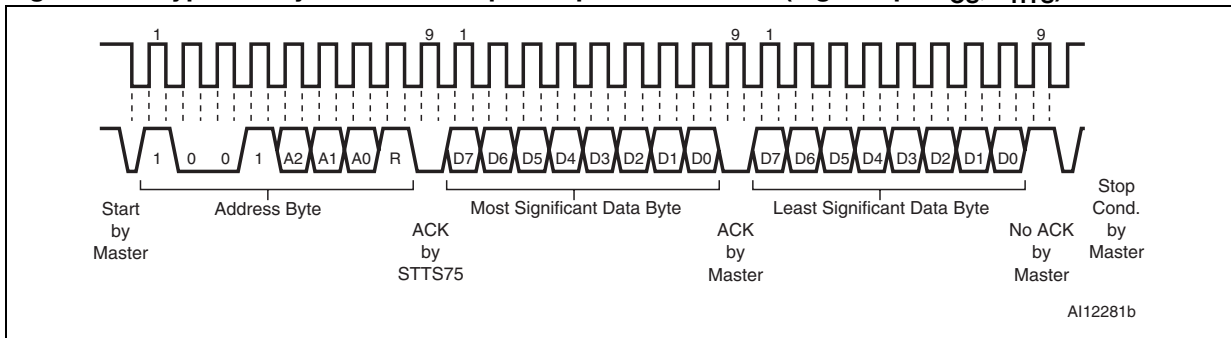 1 9 1 9 1 9
1 0 0 1 A2 A1 A0 R D7 D6 D5 D4 D3 D2 D1 D0 D7 D6 D5 D4 D3 D2 D1 D0
Start
by
Master
Address Byte
ACK
by
STTS75
Most Significant Data Byte
ACK
by
Master
Least Significant Data Byte
No ACK
by
Master
Stop
Cond.
by
Master
AI12281b